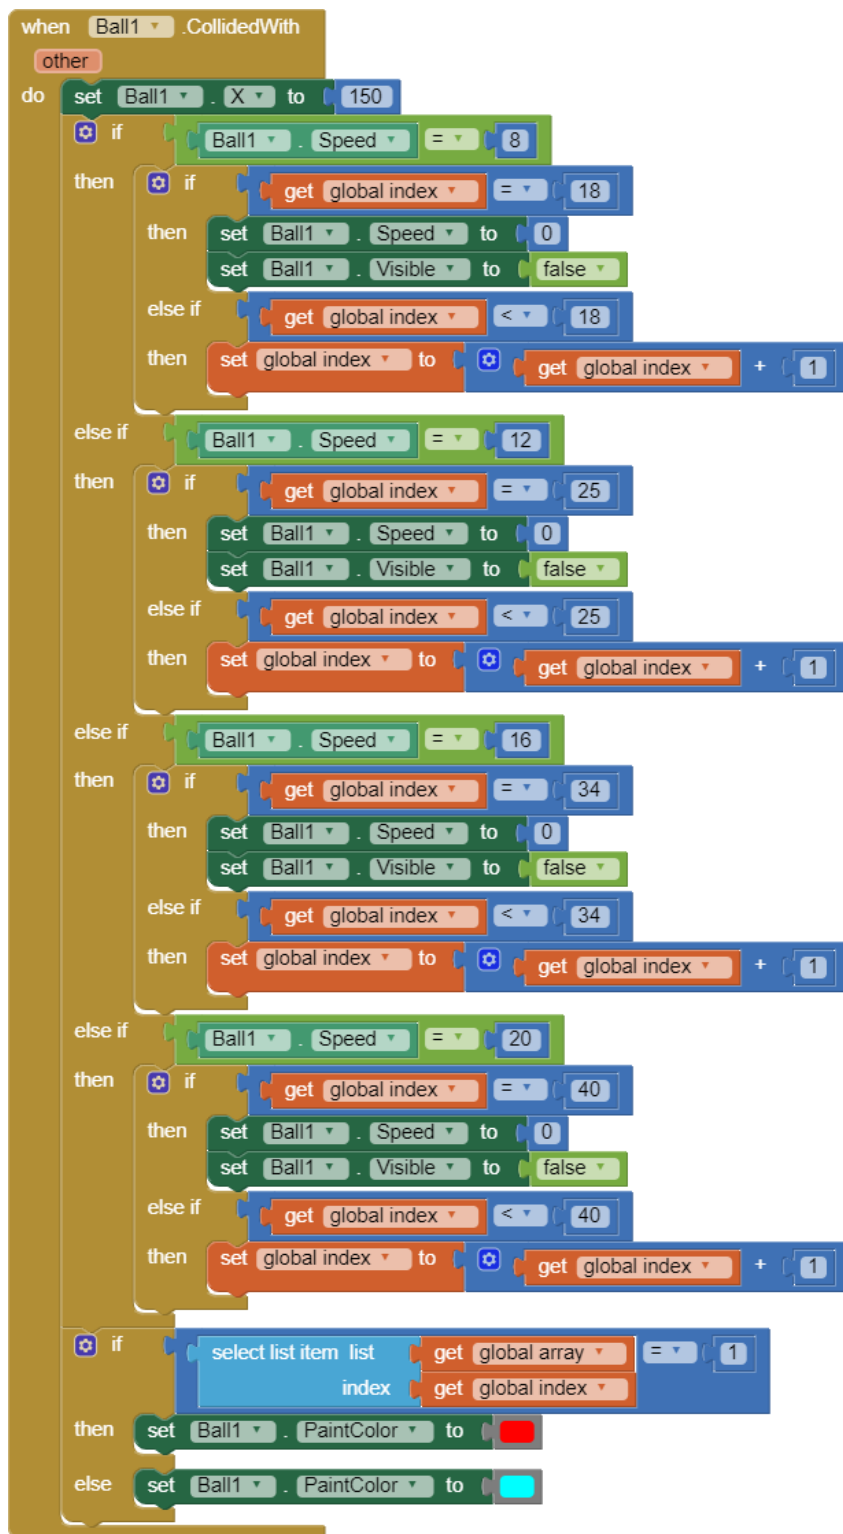 when Ball1 .CollidedWith
other
do set Ball1 . X to 150
if Ball1 . Speed = 8
then if get global index = 18
then set Ball1 . Speed to 0
set Ball1 . Visible to false
else if get global index < 18
then set global index to get global index + 1
else if Ball1 . Speed = 12
then if get global index = 25
then set Ball1 . Speed to 0
set Ball1 . Visible to false
else if get global index < 25
then set global index to get global index + 1
else if Ball1 . Speed = 16
then if get global index = 34
then set Ball1 . Speed to 0
set Ball1 . Visible to false
else if get global index < 34
then set global index to get global index + 1
else if Ball1 . Speed = 20
then if get global index = 40
then set Ball1 . Speed to 0
set Ball1 . Visible to false
else if get global index < 40
then set global index to get global index + 1
if select list item list get global array = 1
index get global index
then set Ball1 . PaintColor to
else set Ball1 . PaintColor to